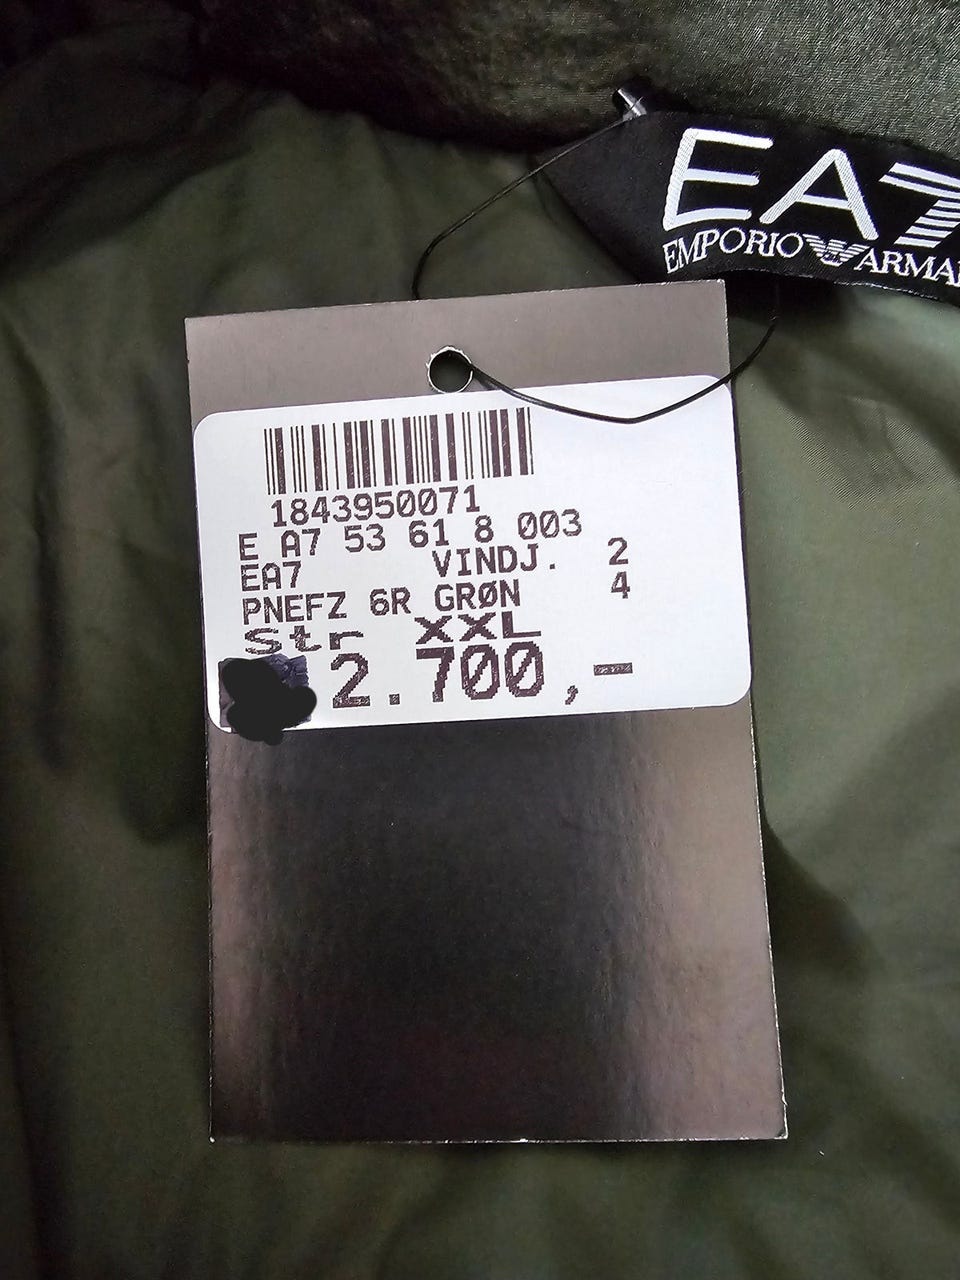 EA7
EMPORIO ARMA
1843950071
E A7 53 61 8 003
EA7 VINDJ. 2
PNEFZ 6R GRØN 4
Str XXL
2.700,-